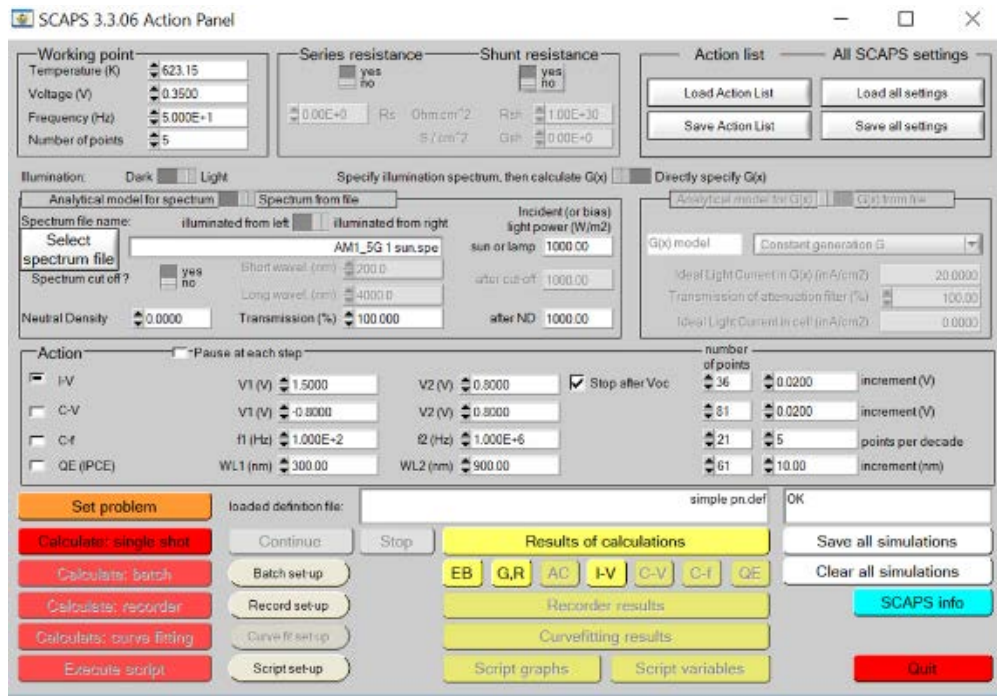 SCAPS 3.3.06 Action Panel
Working point
Temperature (K) 623.15
Voltage (V) 0.3500
Frequency (Hz) 5.000E+1
Number of points 5
Series resistance
yes
no
0.00E+0 Rs Ohm.cm^2
S / cm^2
Shunt resistance
yes
no
Rsh 1.00E+30
Gsh 0.00E+0
Action list
Load Action List
Save Action List
All SCAPS settings
Load all settings
Save all settings
Illumination: Dark Light Specify illumination spectrum, then calculate G(x) Directly specify G(x)
Analytical model for spectrum Spectrum from file
Spectrum file name: illuminated from left illuminated from right
Incident (or bias)
light power (W/m2)
Select
spectrum file
AM1_5G 1 sun.spe sun or lamp 1000.00
Spectrum cut off ? yes
no
Short wavel. (nm) 200.0
Long wavel. (nm) 4000.0
after cut-off 1000.00
Neutral Density 0.0000 Transmission (%) 100.000 after ND 1000.00
Analytical model for G(x) G(x) from file
G(x) model Constant generation G
Ideal Light Current in G(x) (mA/cm2) 20.0000
Transmission of attenuation filter (%) 100.00
Ideal Light Current in cell (mA/cm2) 0.0000
Action Pause at each step number
of points
I-V V1 (V) 1.5000 V2 (V) 0.8000 Stop after Voc 36 0.0200 increment (V)
C-V V1 (V) -0.8000 V2 (V) 0.8000 81 0.0200 increment (V)
C-f f1 (Hz) 1.000E+2 f2 (Hz) 1.000E+6 21 5 points per decade
QE (IPCE) WL1 (nm) 300.00 WL2 (nm) 900.00 61 10.00 increment (nm)
Set problem loaded definition file: simple pn.def OK
Calculate: single shot Continue Stop Results of calculations Save all simulations
Calculate: batch Batch set-up EB G,R AC I-V C-V C-f QE Clear all simulations
Calculate: recorder Record set-up Recorder results SCAPS info
Calculate: curve fitting Curve fit set-up Curvefitting results
Execute script Script set-up Script graphs Script variables Quit